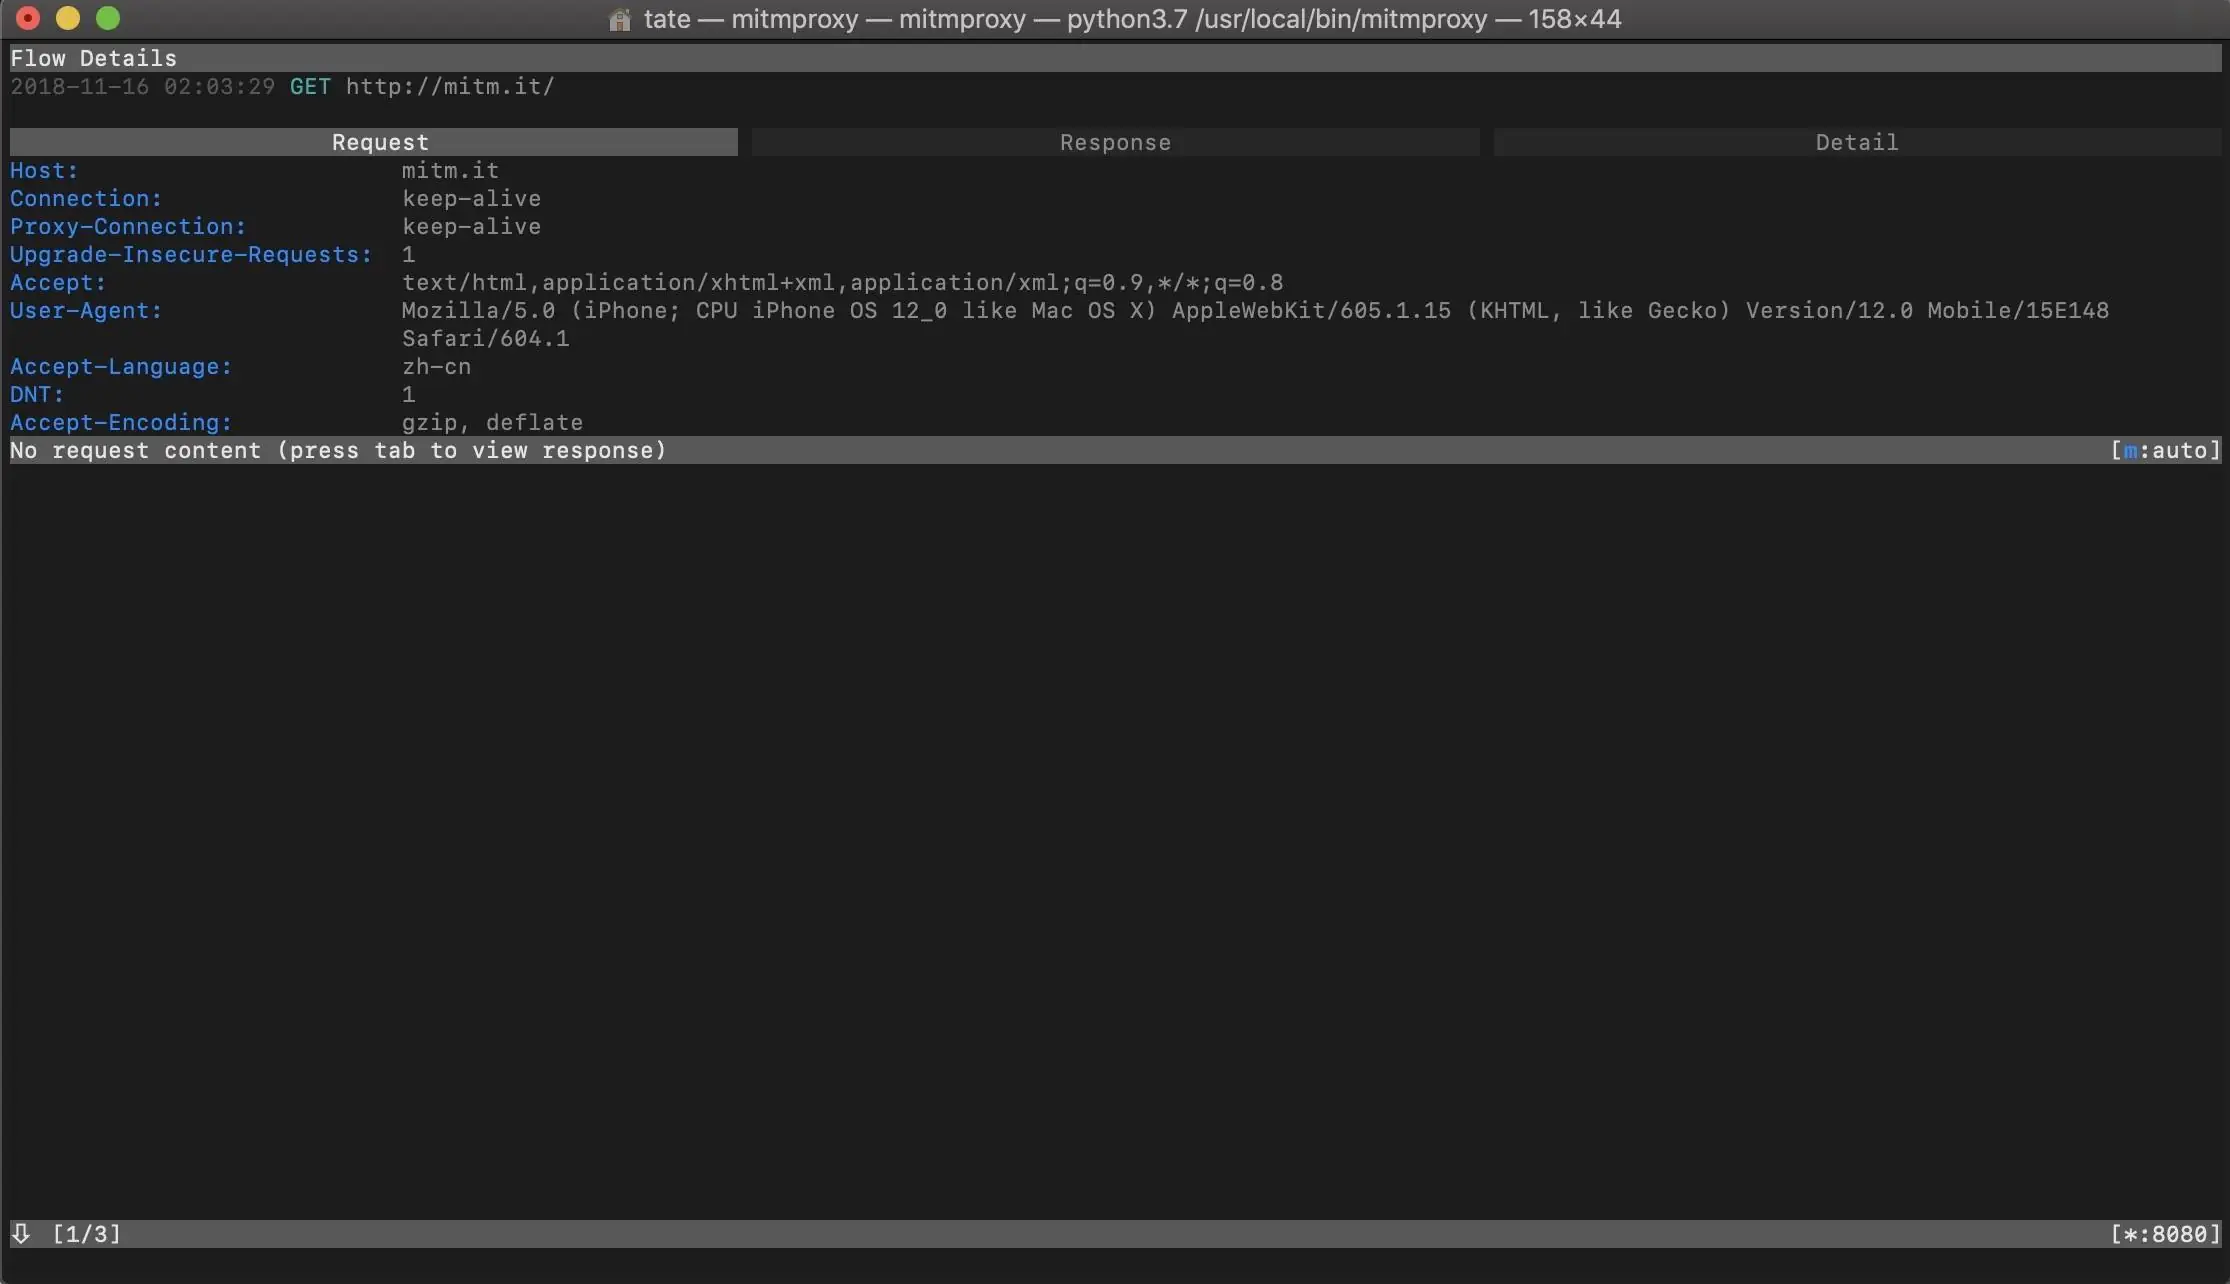 tate — mitmproxy — mitmproxy — python3.7 /usr/local/bin/mitmproxy — 158×44
Flow Details
2018-11-16 02:03:29 GET http://mitm.it/
Request Response Detail
Host: mitm.it
Connection: keep-alive
Proxy-Connection: keep-alive
Upgrade-Insecure-Requests: 1
Accept: text/html,application/xhtml+xml,application/xml;q=0.9,*/*;q=0.8
User-Agent: Mozilla/5.0 (iPhone; CPU iPhone OS 12_0 like Mac OS X) AppleWebKit/605.1.15 (KHTML, like Gecko) Version/12.0 Mobile/15E148
Safari/604.1
Accept-Language: zh-cn
DNT: 1
Accept-Encoding: gzip, deflate
No request content (press tab to view response) [m:auto]
⇩ [1/3] [*:8080]